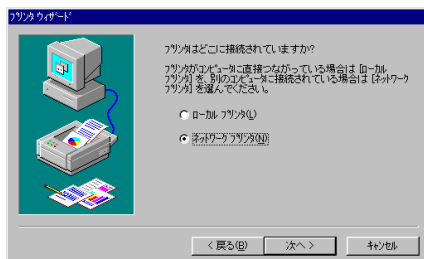 プリンタ ウィザード
プリンタはどこに接続されていますか?
プリンタがコンピュータに直接つながっている場合は [ローカル
プリンタ] を、別のコンピュータに接続されている場合は [ネットワーク
プリンタ] を選んでください。
ローカル プリンタ(L)
ネットワーク プリンタ(N)
< 戻る(B)
次へ >
キャンセル